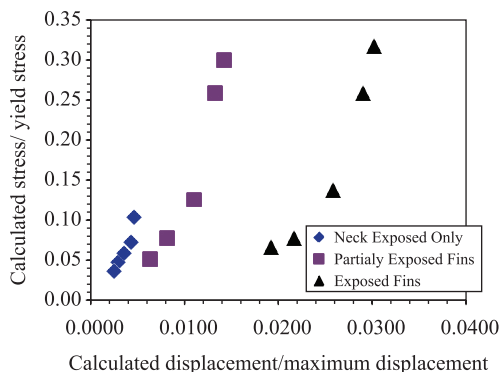 0.35
0.30
0.25
0.20
0.15
0.10
0.05
0.00
Calculated stress/ yield stress
Neck Exposed Only
Partialy Exposed Fins
Exposed Fins
0.0000 0.0100 0.0200 0.0300 0.0400
Calculated displacement/maximum displacement